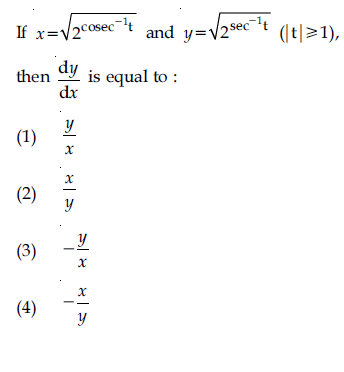 If x=√(2^(cosec⁻¹t)) and y=√(2^(sec⁻¹t)) (|t|⩾1),
then dy/dx is equal to :
(1) y/x
(2) x/y
(3) −y/x
(4) −x/y